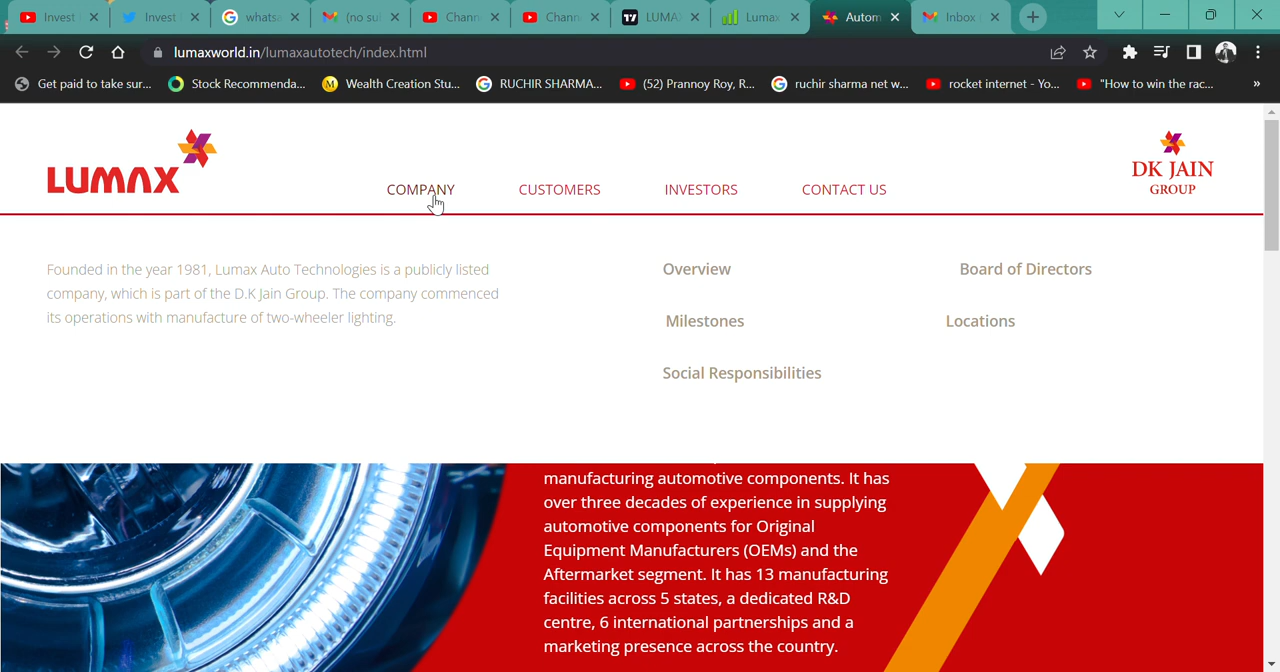 Invest
Invest
whatsa
(no su
Chann
Chann
LUMA
Lumax
Autom
Inbox
lumaxworld.in/lumaxautotech/index.html
Get paid to take sur...
Stock Recommenda...
Wealth Creation Stu...
RUCHIR SHARMA...
(52) Prannoy Roy, R...
ruchir sharma net w...
rocket internet - Yo...
"How to win the rac...
»
LUMAX
DK JAIN
GROUP
COMPANY
CUSTOMERS
INVESTORS
CONTACT US
Founded in the year 1981, Lumax Auto Technologies is a publicly listed
company, which is part of the D.K Jain Group. The company commenced
its operations with manufacture of two-wheeler lighting.
Overview
Board of Directors
Milestones
Locations
Social Responsibilities
manufacturing automotive components. It has
over three decades of experience in supplying
automotive components for Original
Equipment Manufacturers (OEMs) and the
Aftermarket segment. It has 13 manufacturing
facilities across 5 states, a dedicated R&D
centre, 6 international partnerships and a
marketing presence across the country.